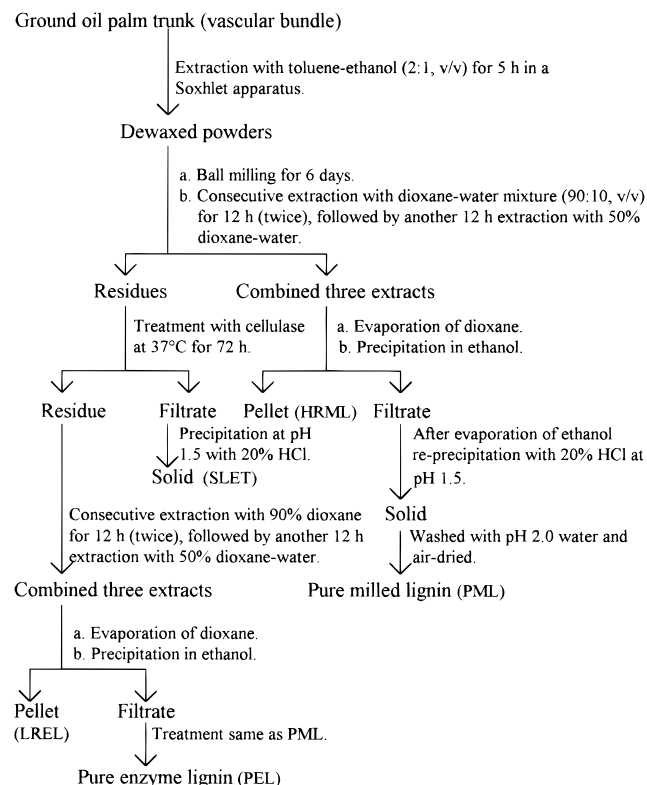 Ground oil palm trunk (vascular bundle)
Extraction with toluene-ethanol (2:1, v/v) for 5 h in a
Soxhlet apparatus.
Dewaxed powders
a. Ball milling for 6 days.
b. Consecutive extraction with dioxane-water mixture (90:10, v/v)
for 12 h (twice), followed by another 12 h extraction with 50%
dioxane-water.
Residues
Combined three extracts
Treatment with cellulase
at 37°C for 72 h.
a. Evaporation of dioxane.
b. Precipitation in ethanol.
Residue
Filtrate
Pellet (HRML)
Filtrate
Precipitation at pH
1.5 with 20% HCl.
Solid (SLET)
After evaporation of ethanol
re-precipitation with 20% HCl at
pH 1.5.
Consecutive extraction with 90% dioxane
for 12 h (twice), followed by another 12 h
extraction with 50% dioxane-water.
Solid
Washed with pH 2.0 water and
air-dried.
Combined three extracts
Pure milled lignin (PML)
a. Evaporation of dioxane.
b. Precipitation in ethanol.
Pellet
(LREL)
Filtrate
Treatment same as PML.
Pure enzyme lignin (PEL)